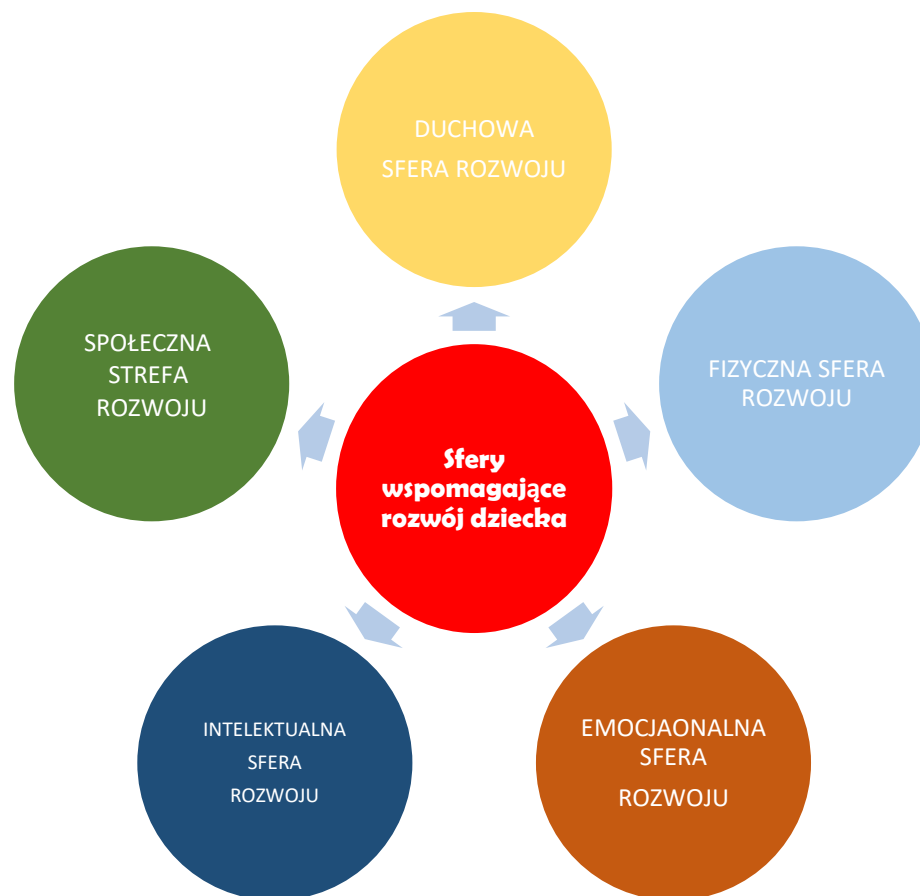 DUCHOWA
SFERA ROZWOJU
SPOŁECZNA
STREFA
ROZWOJU
FIZYCZNA SFERA
ROZWOJU
Sfery
wspomagające
rozwój dziecka
INTELEKTUALNA
SFERA
ROZWOJU
EMOCJAONALNA
SFERA
ROZWOJU